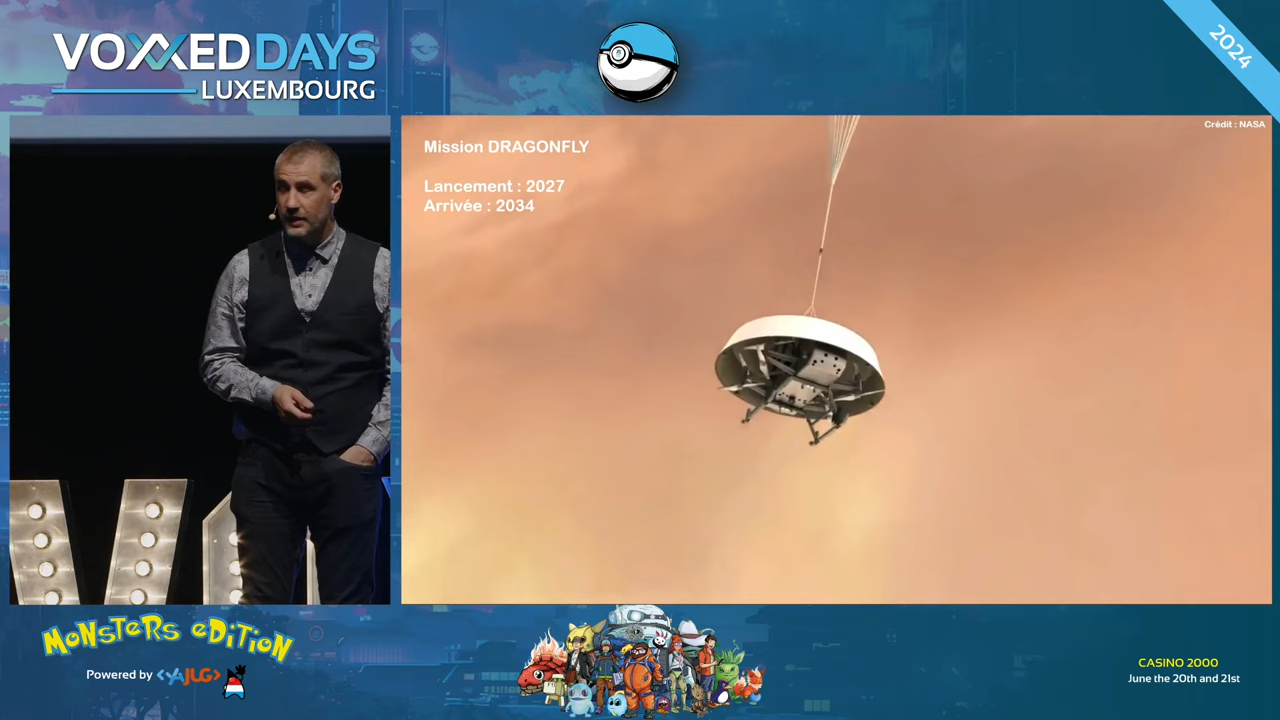 VOXXEDDAYS
LUXEMBOURG
2024
Crédit : NASA
Mission DRAGONFLY
Lancement : 2027
Arrivée : 2034
MONSTERS EDITION
Powered by <YAJUG>
CASINO 2000
June the 20th and 21st